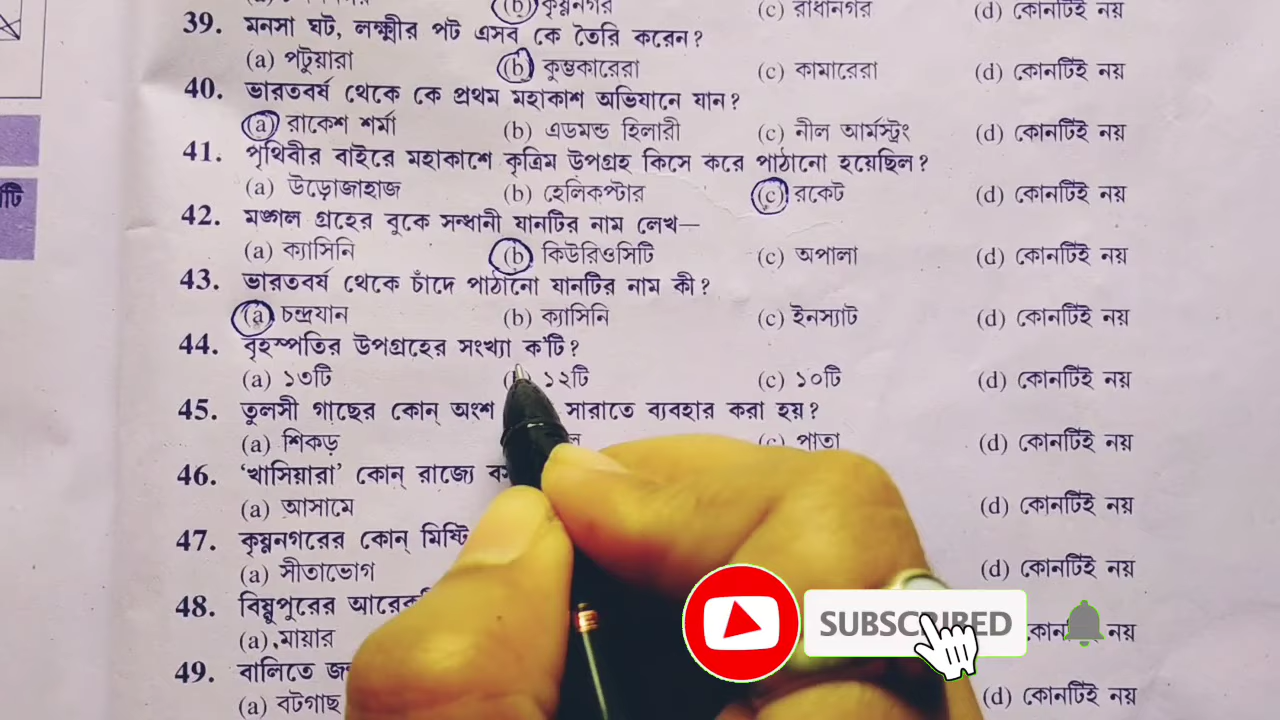 (b) কৃষ্ণনগর (c) রাধানগর (d) কোনটিই নয়
39. মনসা ঘট, লক্ষ্মীর পট এসব কে তৈরি করেন?
(a) পটুয়ারা (b) কুম্ভকারেরা (c) কামারেরা (d) কোনটিই নয়
40. ভারতবর্ষ থেকে কে প্রথম মহাকাশ অভিযানে যান?
(a) রাকেশ শর্মা (b) এডমন্ড হিলারী (c) নীল আর্মস্ট্রং (d) কোনটিই নয়
41. পৃথিবীর বাইরে মহাকাশে কৃত্রিম উপগ্রহ কিসে করে পাঠানো হয়েছিল?
(a) উড়োজাহাজ (b) হেলিকপ্টার (c) রকেট (d) কোনটিই নয়
42. মঙ্গল গ্রহের বুকে সন্ধানী যানটির নাম লেখ—
(a) ক্যাসিনি (b) কিউরিওসিটি (c) অপালা (d) কোনটিই নয়
43. ভারতবর্ষ থেকে চাঁদে পাঠানো যানটির নাম কী?
(a) চন্দ্রযান (b) ক্যাসিনি (c) ইনস্যাট (d) কোনটিই নয়
44. বৃহস্পতির উপগ্রহের সংখ্যা ক'টি?
(a) ১৩টি ১২টি (c) ১০টি (d) কোনটিই নয়
45. তুলসী গাছের কোন্ অংশ সারাতে ব্যবহার করা হয়?
(a) শিকড় (c) পাতা (d) কোনটিই নয়
46. ‘খাসিয়ারা’ কোন্ রাজ্যে
(a) আসামে (d) কোনটিই নয়
47. কৃষ্ণনগরের কোন্ মিষ্টি
(a) সীতাভোগ (d) কোনটিই নয়
48. বিষ্ণুপুরের
(a) মায়ার নয়
49. বালিতে
(a) বটগাছ (d) কোনটিই নয়
টি
SUBSCRIBED